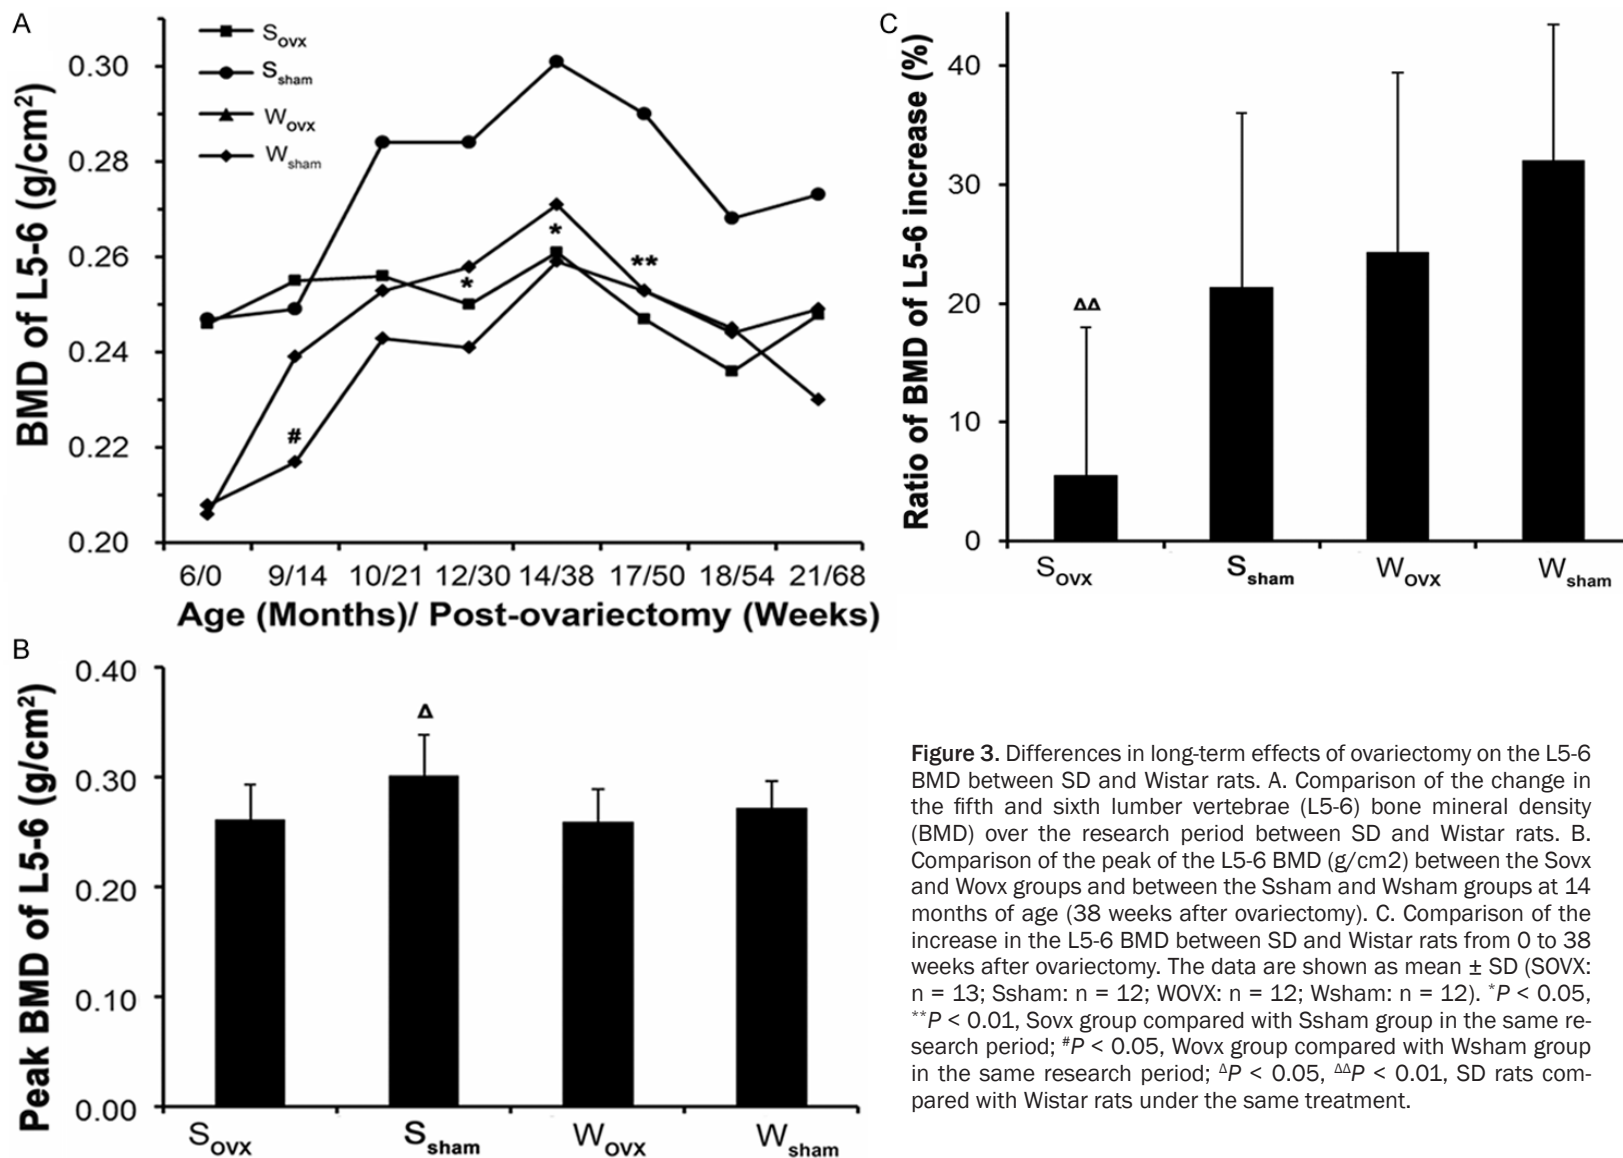 A
S_OVX
S_sham
W_OVX
W_sham
BMD of L5-6 (g/cm²)
0.30
0.28
0.26
0.24
0.22
0.20
*
*
**
#
6/0 9/14 10/21 12/30 14/38 17/50 18/54 21/68
Age (Months)/ Post-ovariectomy (Weeks)
B
Peak BMD of L5-6 (g/cm²)
0.40
0.30
0.20
0.10
0.00
Δ
S_OVX S_sham W_OVX W_sham
C
Ratio of BMD of L5-6 increase (%)
40
30
20
10
0
ΔΔ
S_OVX S_sham W_OVX W_sham
Figure 3. Differences in long-term effects of ovariectomy on the L5-6
BMD between SD and Wistar rats. A. Comparison of the change in
the fifth and sixth lumber vertebrae (L5-6) bone mineral density
(BMD) over the research period between SD and Wistar rats. B.
Comparison of the peak of the L5-6 BMD (g/cm2) between the Sovx
and Wovx groups and between the Ssham and Wsham groups at 14
months of age (38 weeks after ovariectomy). C. Comparison of the
increase in the L5-6 BMD between SD and Wistar rats from 0 to 38
weeks after ovariectomy. The data are shown as mean ± SD (SOVX:
n = 13; Ssham: n = 12; WOVX: n = 12; Wsham: n = 12). *P < 0.05,
**P < 0.01, Sovx group compared with Ssham group in the same re-
search period; #P < 0.05, Wovx group compared with Wsham group
in the same research period; ΔP < 0.05, ΔΔP < 0.01, SD rats com-
pared with Wistar rats under the same treatment.